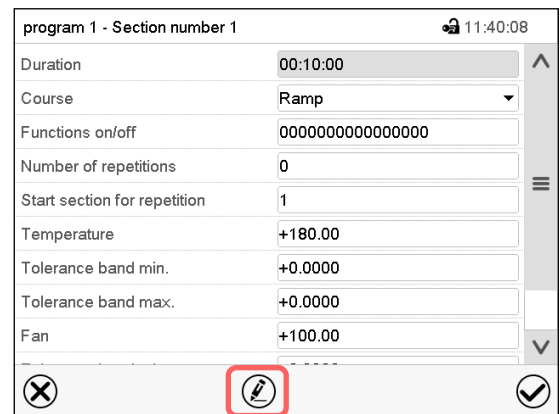 program 1 - Section number 1 11:40:08
Duration 00:10:00
Course Ramp
Functions on/off 0000000000000000
Number of repetitions 0
Start section for repetition 1
Temperature +180.00
Tolerance band min. +0.0000
Tolerance band max. +0.0000
Fan +100.00